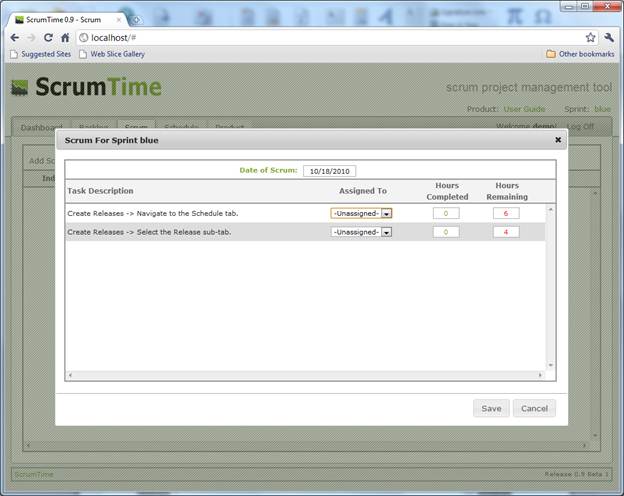 ScrumTime 0.9 - Scrum
localhost/#
Suggested Sites Web Slice Gallery Other bookmarks
ScrumTime scrum project management tool
Product: User Guide Sprint: blue
Dashboard Backlog Scrum Schedule Product Welcome demo! Log Off
Scrum For Sprint blue
Add Sc
Date of Scrum: 10/18/2010
Ind
Task Description Assigned To Hours Completed Hours Remaining
Create Releases -> Navigate to the Schedule tab. -Unassigned- 0 6
Create Releases -> Select the Release sub-tab. -Unassigned- 0 4
Save Cancel
ScrumTime Release 0.9 Beta 1